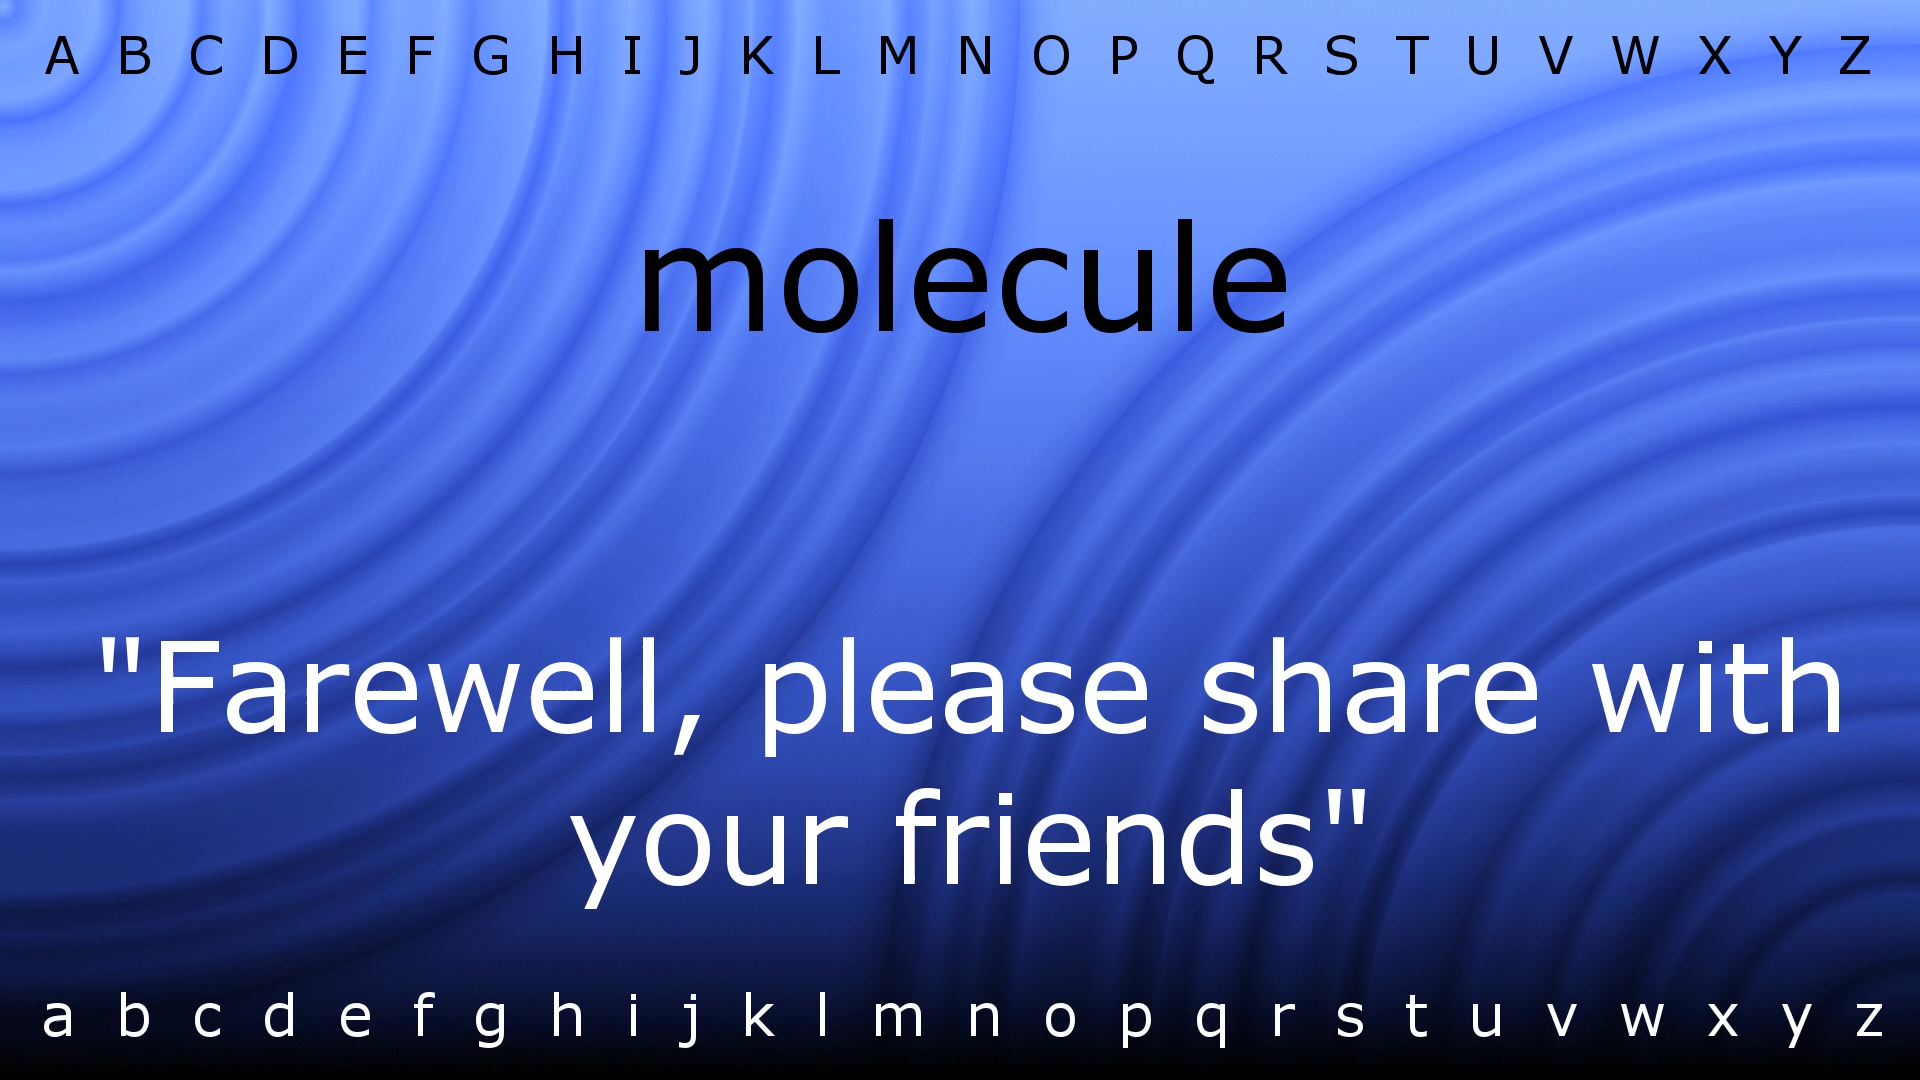 A B C D E F G H I J K L M N O P Q R S T U V W X Y Z
molecule
"Farewell, please share with
your friends"
a b c d e f g h i j k l m n o p q r s t u v w x y z